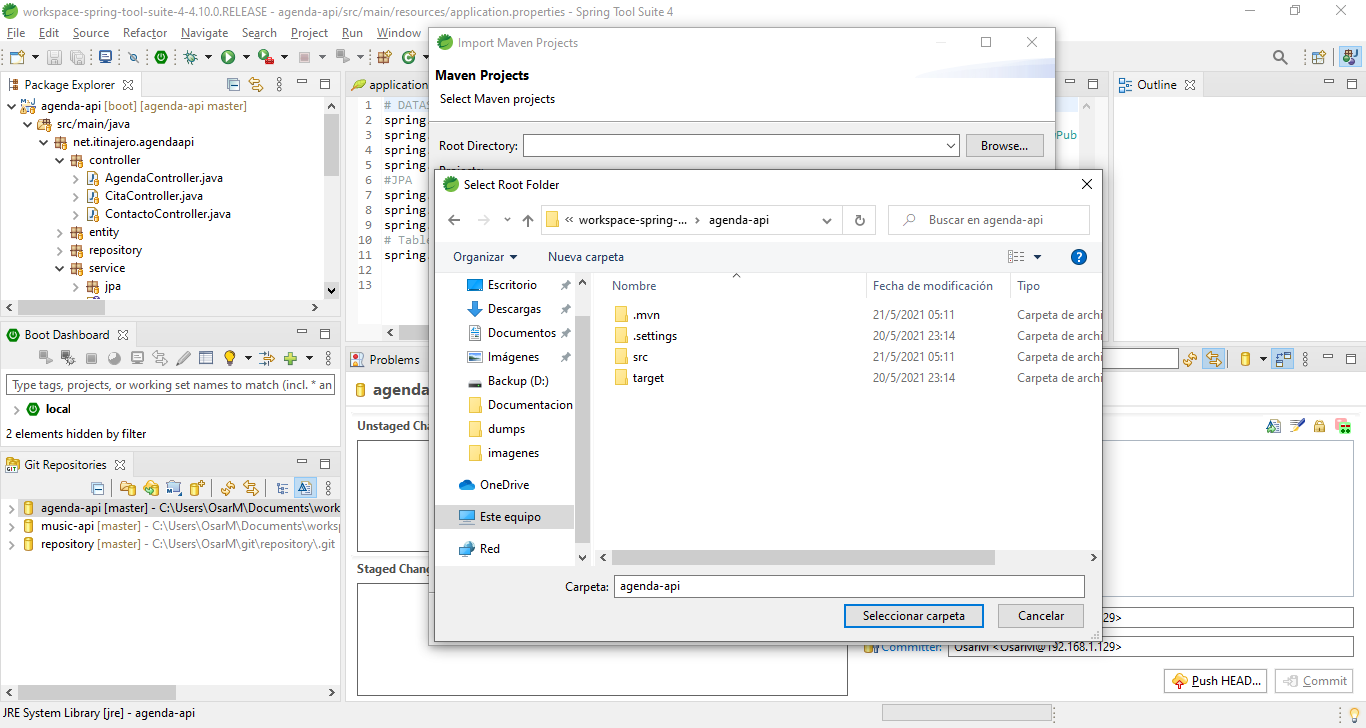 workspace-spring-tool-suite-4-4.10.0.RELEASE - agenda-api/src/main/resources/application.properties - Spring Tool Suite 4
File Edit Source Refactor Navigate Search Project Run Window
Package Explorer
agenda-api [boot] [agenda-api master]
src/main/java
net.itinajero.agendaapi
controller
AgendaController.java
CitaController.java
ContactoController.java
entity
repository
service
jpa
Boot Dashboard
Type tags, projects, or working set names to match (incl. * an
local
2 elements hidden by filter
Git Repositories
agenda-api [master] - C:\Users\OsarM\Documents\work
music-api [master] - C:\Users\OsarM\Documents\worksp
repository [master] - C:\Users\OsarM\git\repository\.git
application
1 # DATAS
2 spring
3 spring
4 spring
5 spring
6 #JPA
7 spring
8 spring
9 spring
10 # Table
11 spring
12
13
Pub
Outline
Import Maven Projects
Maven Projects
Select Maven projects
Root Directory:
Browse...
Select Root Folder
« workspace-spring-... › agenda-api
Buscar en agenda-api
Organizar
Nueva carpeta
Escritorio
Descargas
Documentos
Imágenes
Backup (D:)
Documentacion
dumps
imagenes
OneDrive
Este equipo
Red
Nombre Fecha de modificación Tipo
.mvn 21/5/2021 05:11 Carpeta de archi
.settings 20/5/2021 23:14 Carpeta de archi
src 21/5/2021 05:11 Carpeta de archi
target 20/5/2021 23:14 Carpeta de archi
Carpeta: agenda-api
Seleccionar carpeta
Cancelar
Problems
agenda
Unstaged Cha
Staged Chang
29>
Committer: OsarM <OsarM@192.168.1.129>
Push HEAD...
Commit
JRE System Library [jre] - agenda-api